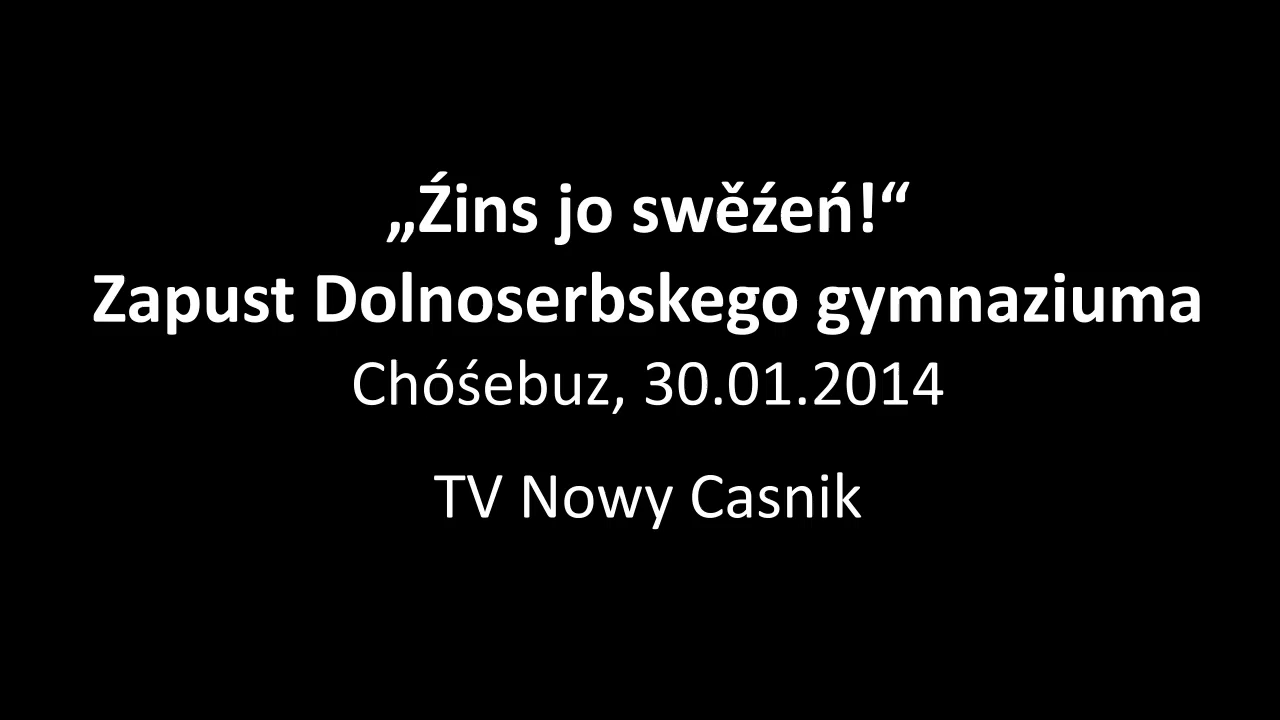 „Źins jo swěźeń!“
Zapust Dolnoserbskego gymnaziuma
Chóśebuz, 30.01.2014
TV Nowy Casnik